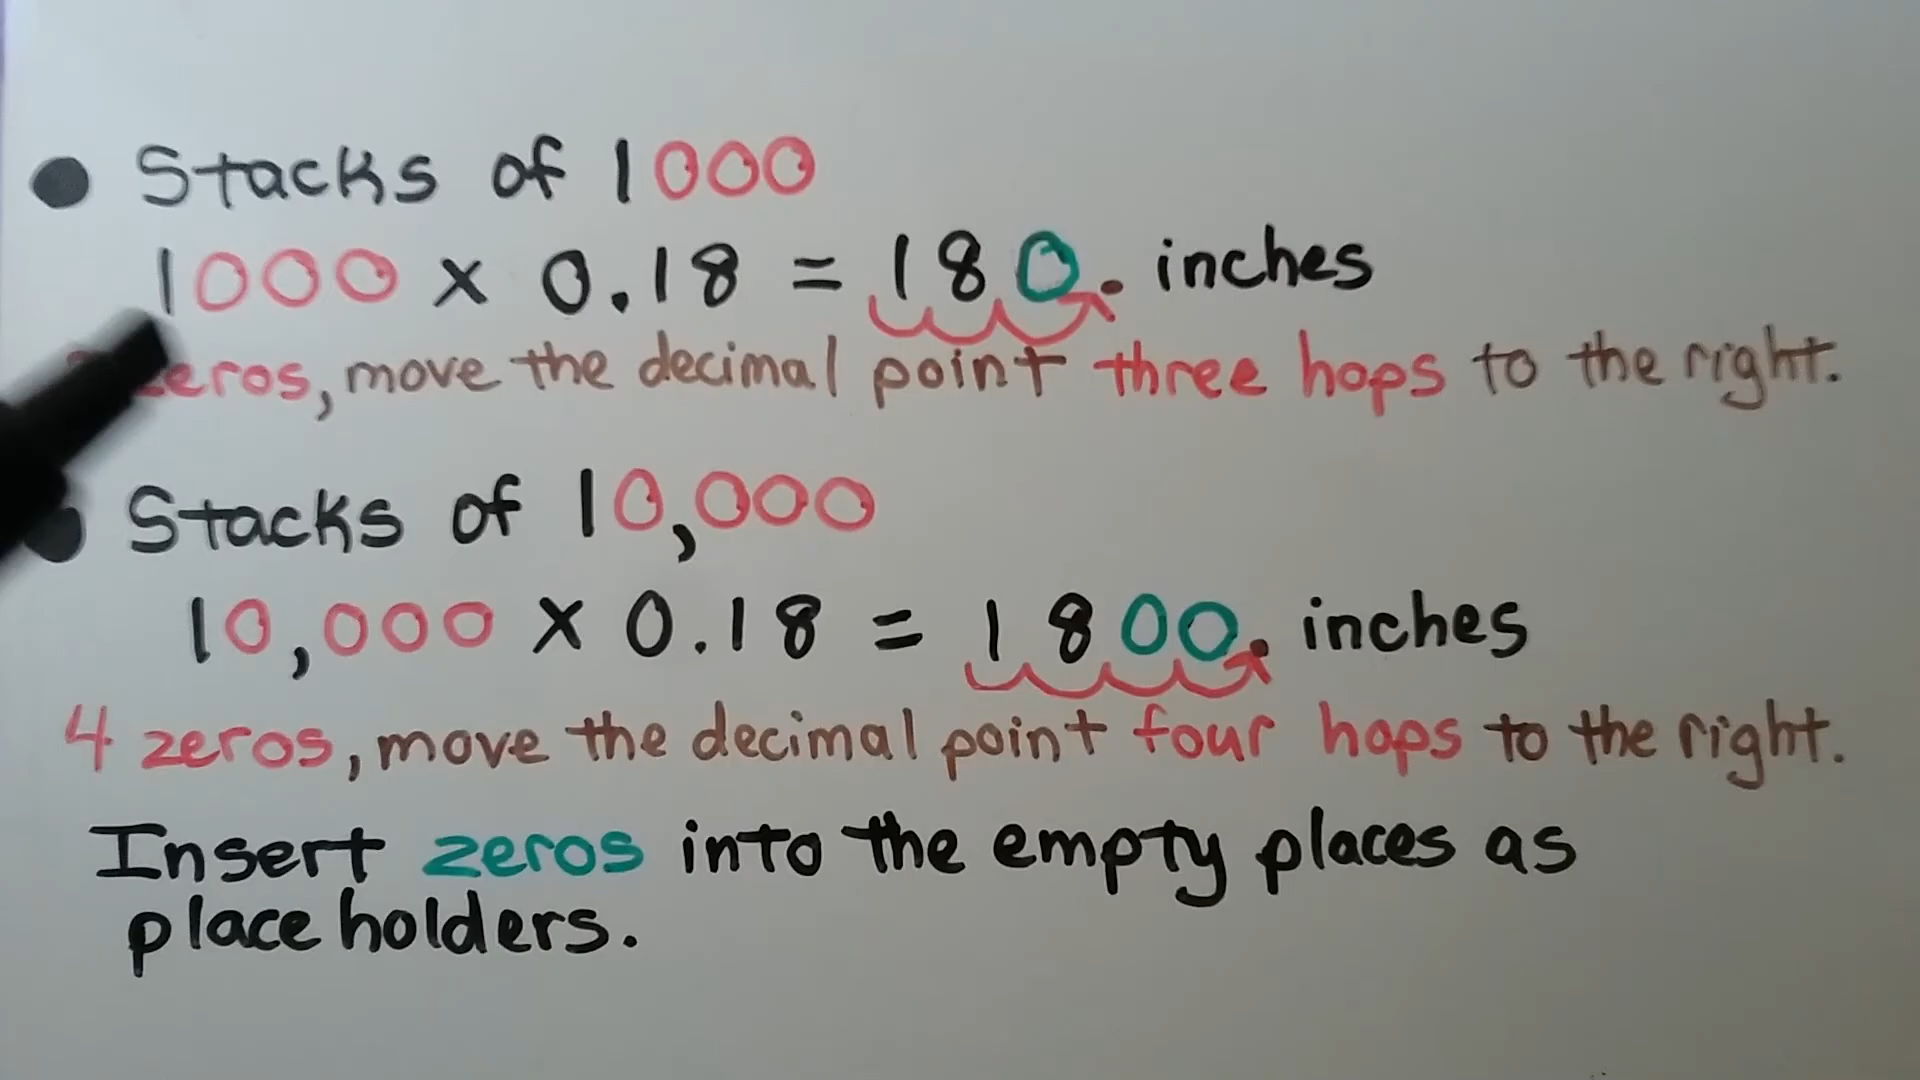 Stacks of 1000
1000 x 0.18 = 180. inches
zeros, move the decimal point three hops to the right.
Stacks of 10,000
10,000 x 0.18 = 1800. inches
4 zeros, move the decimal point four hops to the right.
Insert zeros into the empty places as
place holders.